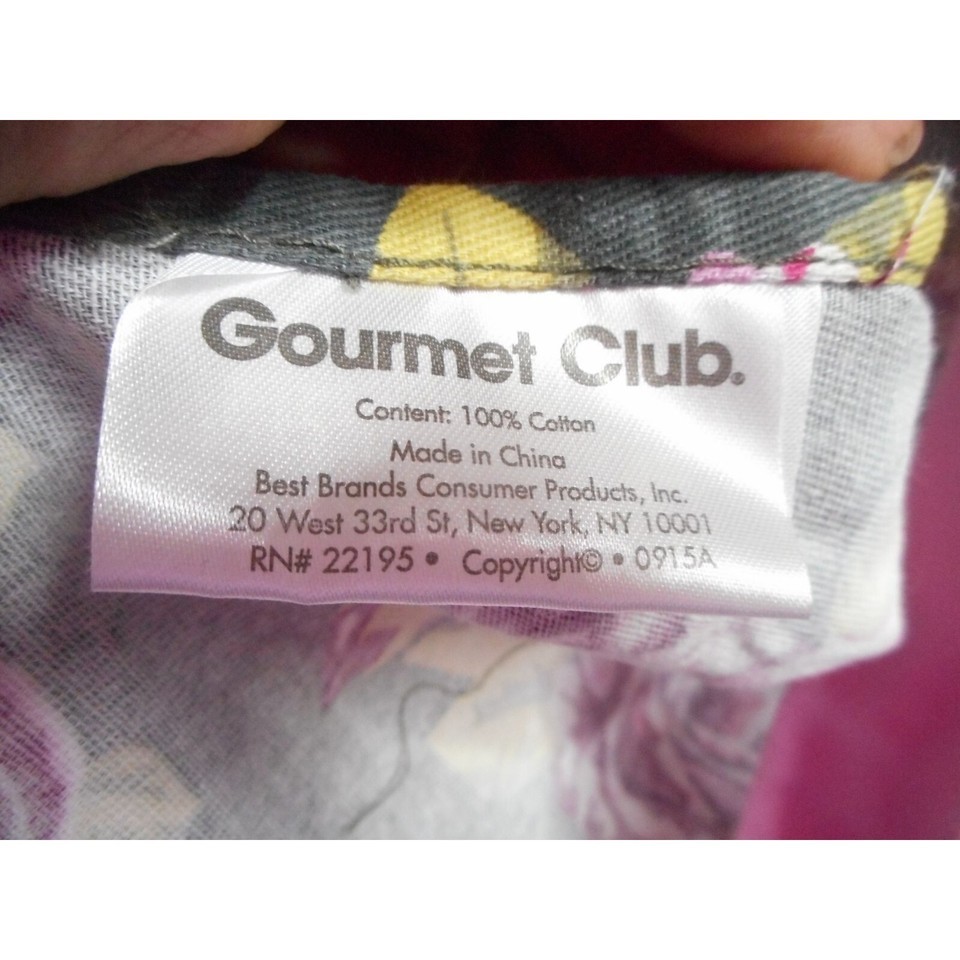 Gourmet Club.
Content: 100% Cotton
Made in China
Best Brands Consumer Products, Inc.
20 West 33rd St, New York, NY 10001
RN# 22195 • Copyright© • 0915A